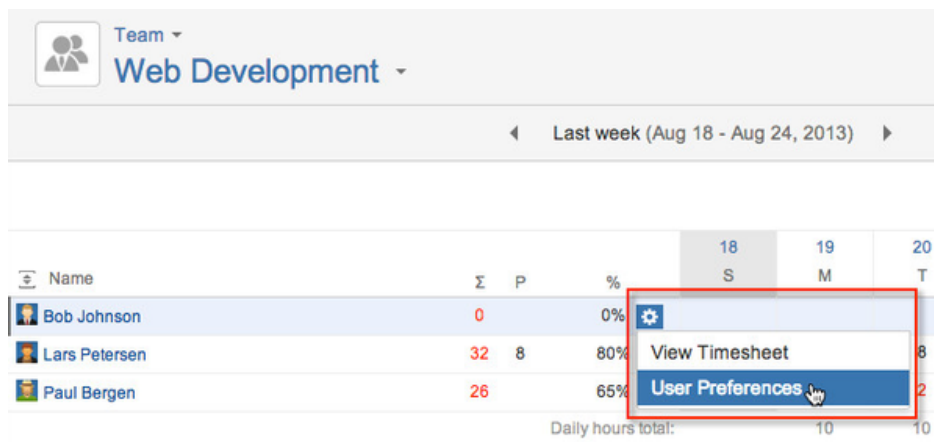 Team
Web Development
Last week (Aug 18 - Aug 24, 2013)
18 19 20
Name Σ P % S M T
Bob Johnson 0 0%
Lars Petersen 32 8 80% View Timesheet 8
Paul Bergen 26 65% User Preferences 2
Daily hours total: 10 10